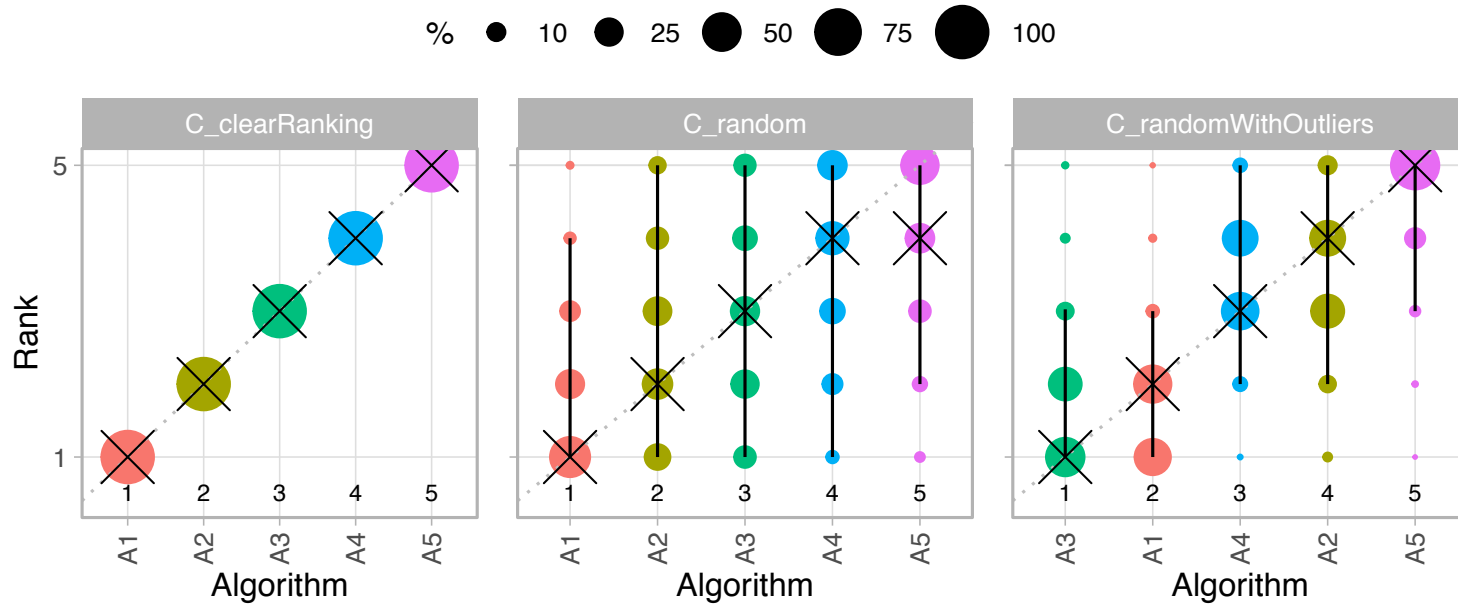 % 10 25 50 75 100
C_clearRanking C_random C_randomWithOutliers
5
Rank
1
1 2 3 4 5 1 2 3 4 5 1 2 3 4 5
A1 A2 A3 A4 A5 A1 A2 A3 A4 A5 A3 A1 A4 A2 A5
Algorithm Algorithm Algorithm